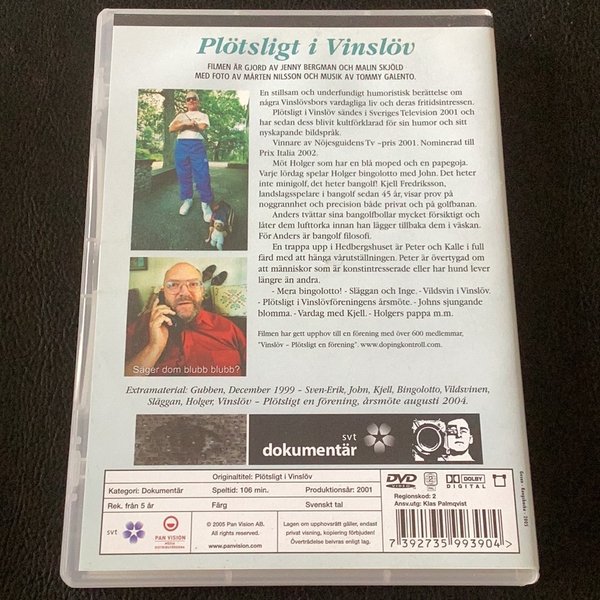 Plötsligt i Vinslöv
FILMEN ÄR GJORD AV JENNY BERGMAN OCH MALIN SKJÖLD
MED FOTO AV MÅRTEN NILSSON OCH MUSIK AV TOMMY GALENTO.
En stillsam och underfundigt humoristisk berättelse om
några Vinslövsbors vardagliga liv och deras fritidsintressen.
Plötsligt i Vinslöv sändes i Sveriges Television 2001 och
har sedan dess blivit kultförklarad för sin humor och sitt
nyskapande bildspråk.
Vinnare av Nöjesguidens Tv –pris 2001. Nominerad till
Prix Italia 2002.
Möt Holger som har en blå moped och en papegoja.
Varje lördag spelar Holger bingolotto med John. Det heter
inte minigolf, det heter bangolf! Kjell Fredriksson,
landslagsspelare i bangolf sedan 45 år, visar prov på
noggrannhet och precision både privat och på golfbanan.
Anders tvättar sina bangolfbollar mycket försiktigt och
låter dem lufttorka innan han lägger tillbaka dem i väskan.
För Anders är bangolf filosofi.
En trappa upp i Hedbergshuset är Peter och Kalle i full
färd med att hänga vårutställningen. Peter är övertygad om
att människor som är konstintresserade eller har hund lever
längre än andra.
- Mera bingolotto! - Släggan och Inge. - Vildsvin i Vinslöv.
- Plötsligt i Vinslövföreningens årsmöte. - Johns sjungande
blomma. - Vardag med Kjell. - Holgers pappa m.m.
Filmen har gett upphov till en förening med över 600 medlemmar,
"Vinslöv – Plötsligt en förening". www.dopingkontroll.com.
Säger dom blubb blubb?
Extramaterial: Gubben, December 1999 – Sven-Erik, John, Kjell, Bingolotto, Vildsvinen,
Släggan, Holger, Vinslöv – Plötsligt en förening, årsmöte augusti 2004.
svt
dokumentär
Originaltitel: Plötsligt i Vinslöv
Kategori: Dokumentär
Speltid: 106 min.
Produktionsår: 2001
Rek. från 5 år
Färg
Svenskt tal
svt
PAN VISION
© 2005 Pan Vision AB.
All rights reserved.
www.panvision.com
Lagen om upphovsrätt gäller, endast
privat visning, kopiering förbjuden!
Överträdelse beivras enligt lag.
DVD
VIDEO
DOLBY
DIGITAL
Regionskod: 2
Ansv.utg: Klas Palmqvist
7 392735 993904